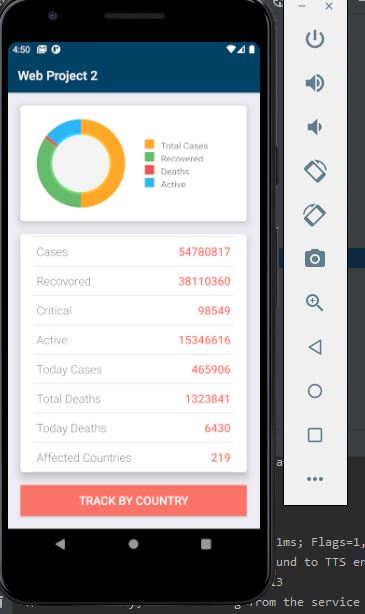 4:50
Web Project 2
Total Cases
Recovered
Deaths
Active
Cases 54780817
Recovored 38110360
Critical 98549
Active 15346616
Today Cases 465906
Total Deaths 1323841
Today Deaths 6430
Affected Countries 219
TRACK BY COUNTRY
a
1ms; Flags=1,
und to TTS en
13
from the service